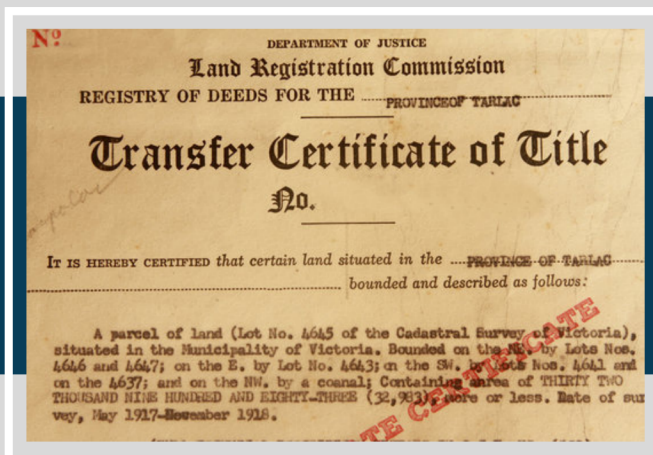 Nº
DEPARTMENT OF JUSTICE
Land Registration Commission
REGISTRY OF DEEDS FOR THE PROVINCEOF TARLAC
Transfer Certificate of Title
No.
IT IS HEREBY CERTIFIED that certain land situated in the PROVINCE OF TARLAC
bounded and described as follows:
A parcel of land (Lot No. 4645 of the Cadastral Survey of Victoria),
situated in the Municipality of Victoria. Bounded on the NE. by Lots Nos.
4646 and 4647; on the E. by Lot No. 4643; on the SW. by Lots Nos. 4641 and
on the 4637; and on the NW. by a coanal; Containing area of THIRTY TWO
THOUSAND NINE HUNDRED AND EIGHTY-THREE (32,983), more or less. Date of sur
vey, May 1917-November 1918.
TE CERTIFICATE